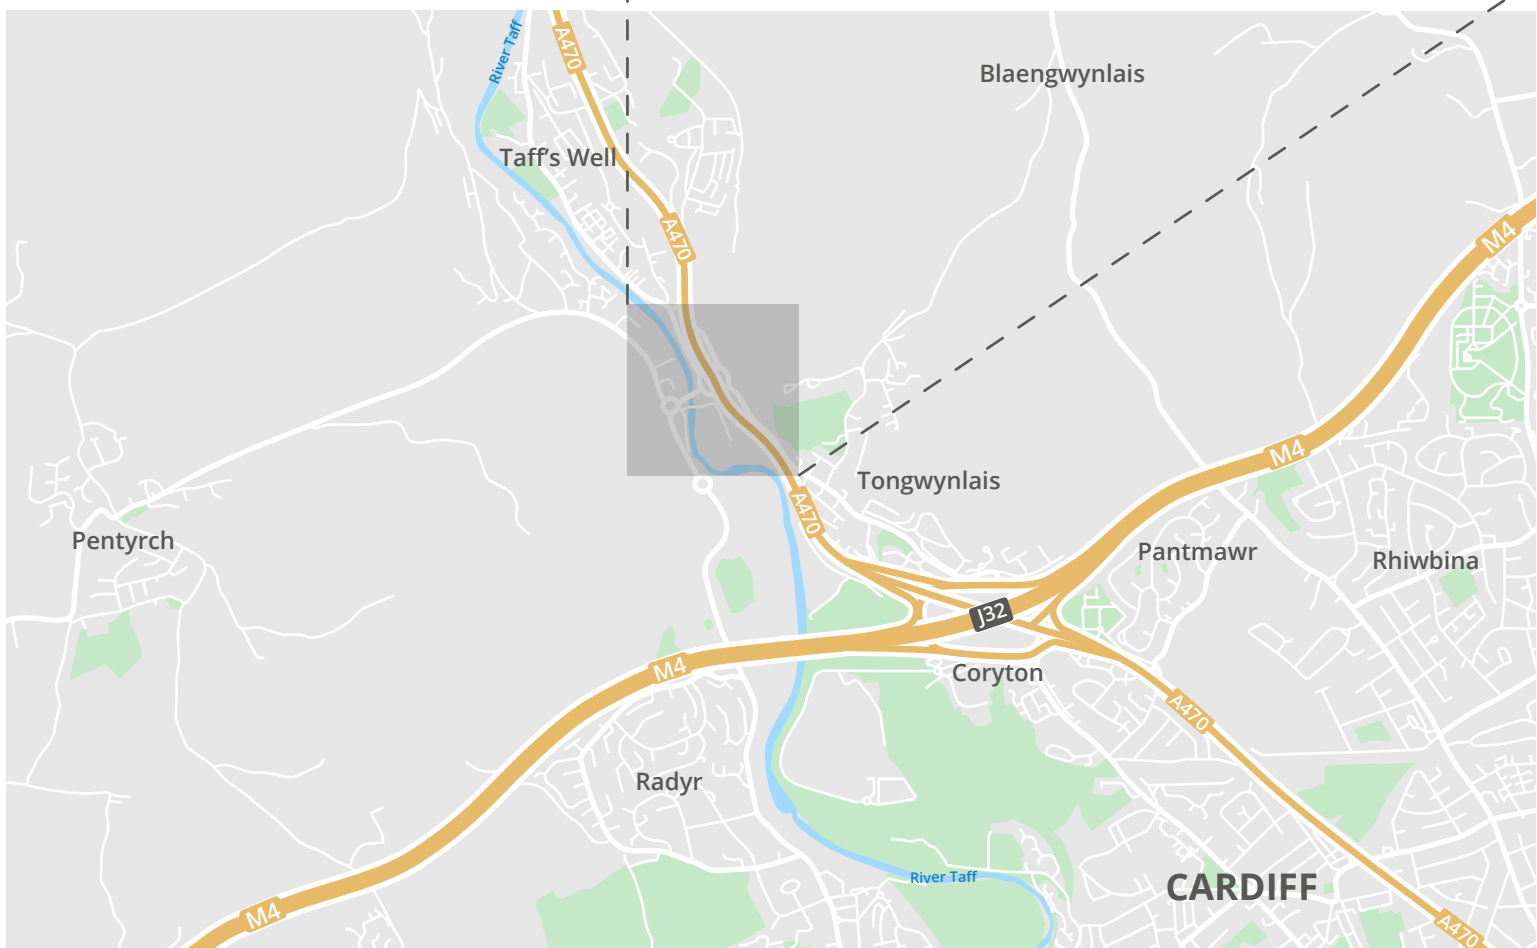 River Taff
A470
Blaengwynlais
Taff's Well
A470
M4
M4
Tongwynlais
A470
Pentyrch
Pantmawr
Rhiwbina
J32
M4
Coryton
A470
Radyr
River Taff
CARDIFF
M4
A470